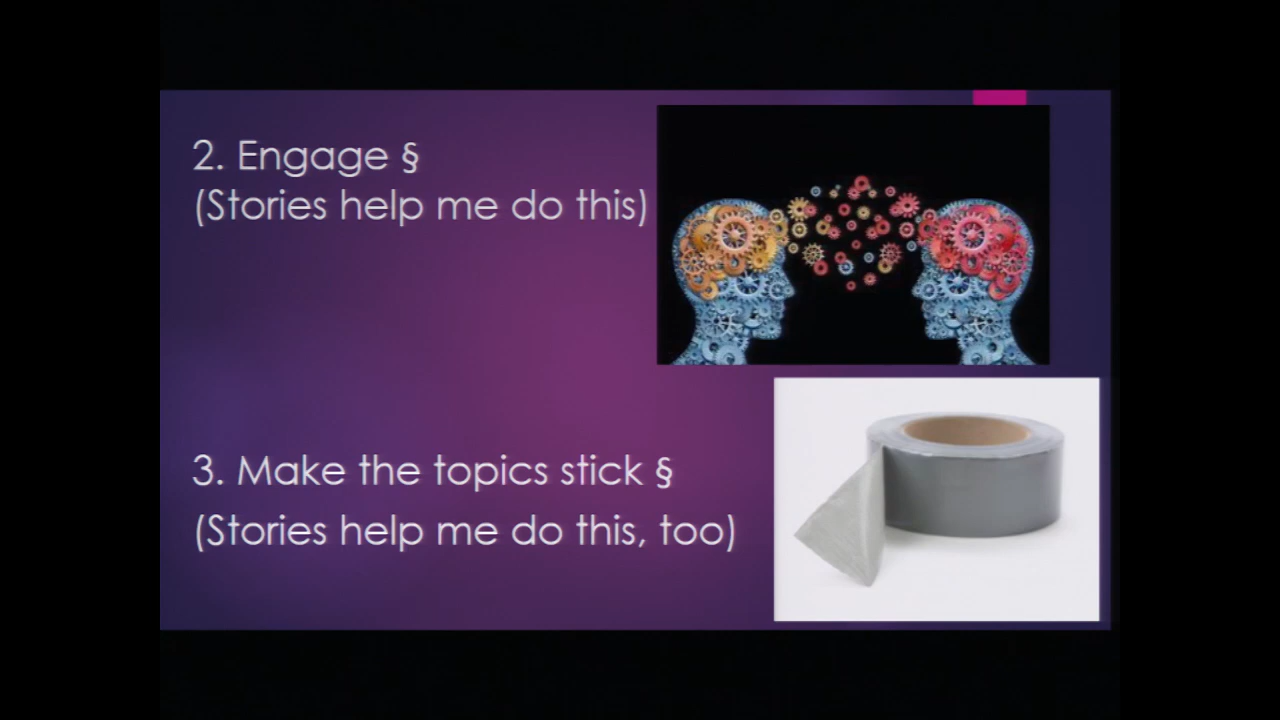 2. Engage §
(Stories help me do this)
3. Make the topics stick §
(Stories help me do this, too)